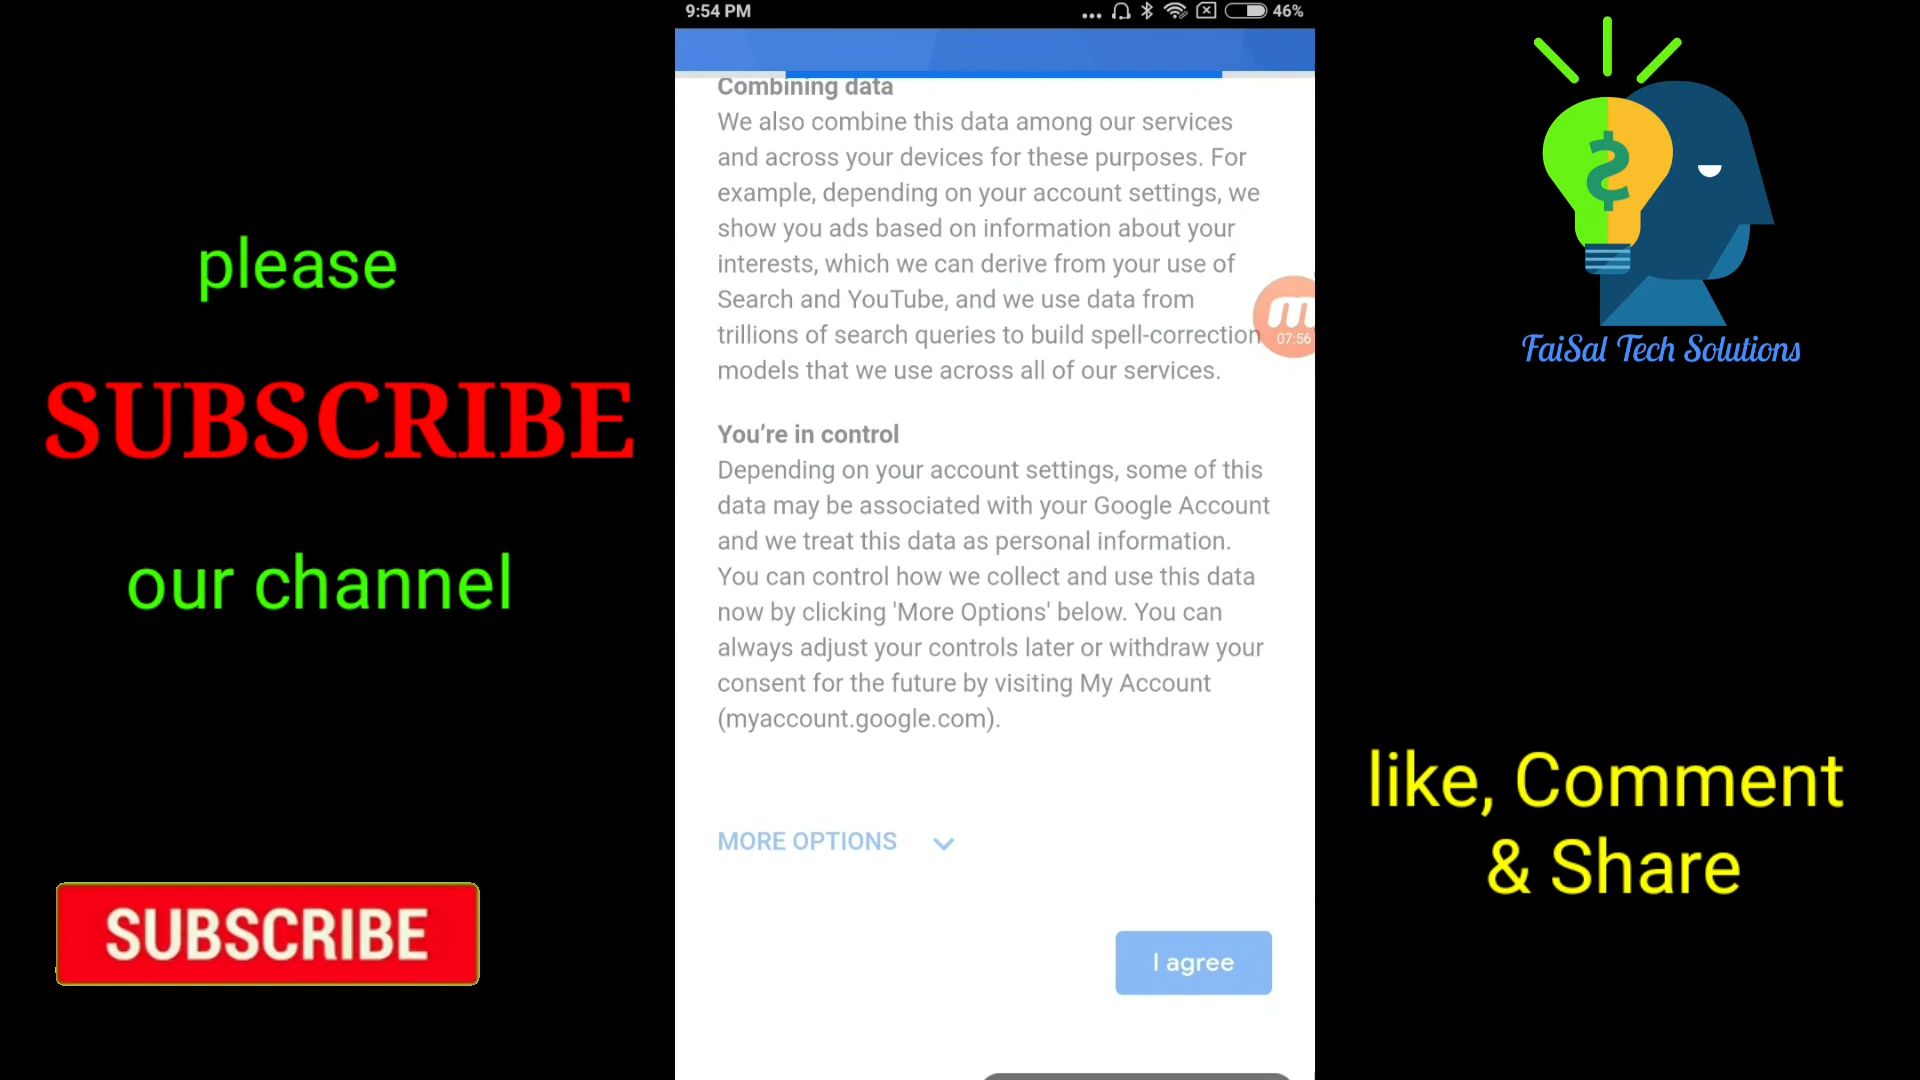 9:54 PM
46%
Combining data
We also combine this data among our services
and across your devices for these purposes. For
example, depending on your account settings, we
show you ads based on information about your
interests, which we can derive from your use of
Search and YouTube, and we use data from
trillions of search queries to build spell-correction
models that we use across all of our services.
07:56
You’re in control
Depending on your account settings, some of this
data may be associated with your Google Account
and we treat this data as personal information.
You can control how we collect and use this data
now by clicking 'More Options' below. You can
always adjust your controls later or withdraw your
consent for the future by visiting My Account
(myaccount.google.com).
MORE OPTIONS
I agree
please
SUBSCRIBE
our channel
SUBSCRIBE
$
FaiSal Tech Solutions
like, Comment
& Share